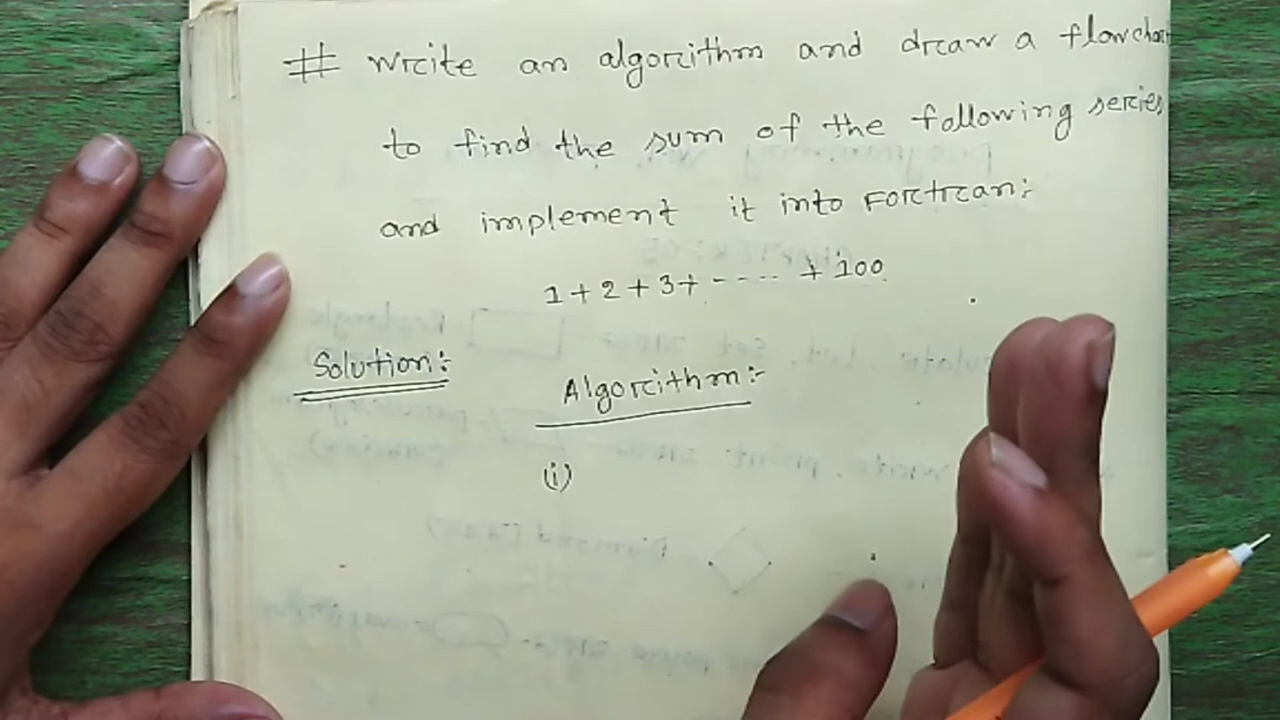 # Write an algorithm and draw a flowchart
to find the sum of the following series
and implement it into Fortran:
1 + 2 + 3 + - - - - - + 100
Solution:
Algorithm:-
(i)